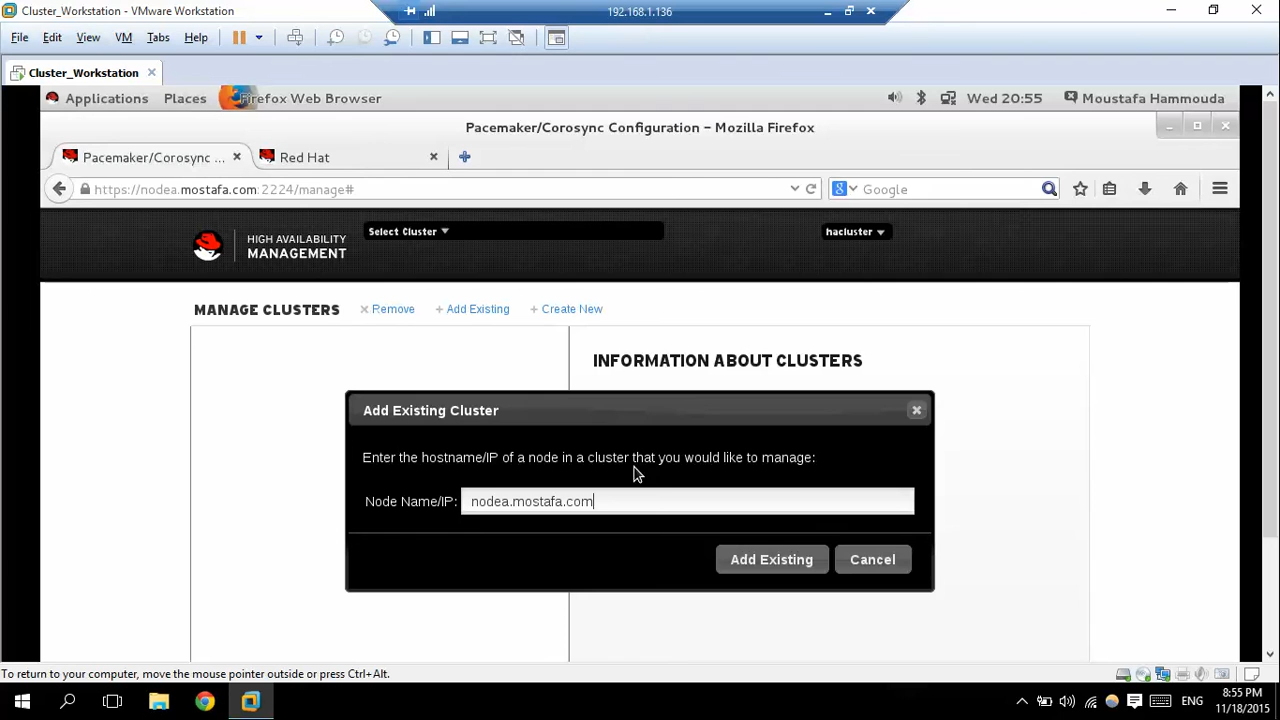 Cluster_Workstation - VMware Workstation
192.168.1.136
File Edit View VM Tabs Help
Cluster_Workstation
Applications Places Firefox Web Browser Wed 20:55 Moustafa Hammouda
Pacemaker/Corosync Configuration - Mozilla Firefox
Pacemaker/Corosync ... Red Hat
https://nodea.mostafa.com:2224/manage# Google
HIGH AVAILABILITY
MANAGEMENT
Select Cluster
hacluster
MANAGE CLUSTERS Remove Add Existing Create New
INFORMATION ABOUT CLUSTERS
Add Existing Cluster
Enter the hostname/IP of a node in a cluster that you would like to manage:
Node Name/IP: nodea.mostafa.com
Add Existing Cancel
To return to your computer, move the mouse pointer outside or press Ctrl+Alt.
ENG
8:55 PM
11/18/2015